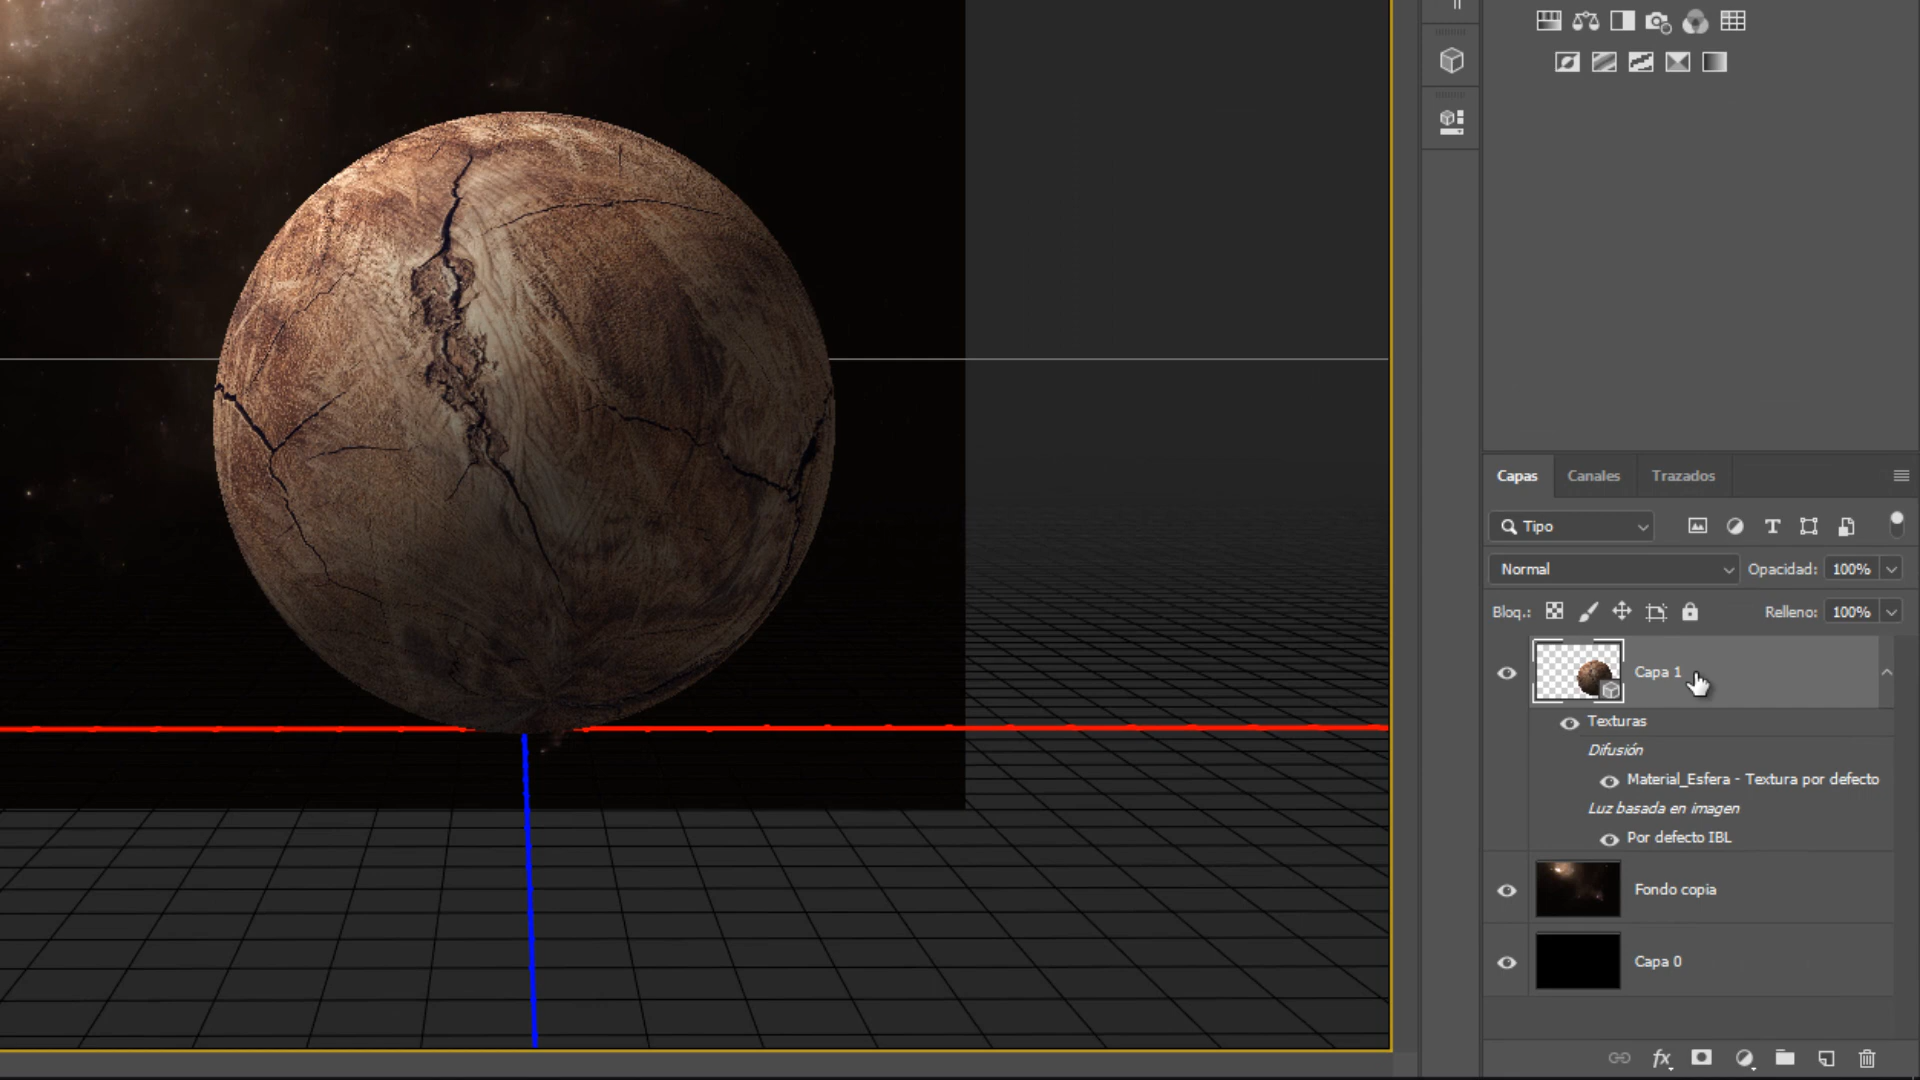 Capas Canales Trazados
Tipo
Normal Opacidad: 100%
Bloq.: Relleno: 100%
Capa 1
Texturas
Difusión
Material_Esfera - Textura por defecto
Luz basada en imagen
Por defecto IBL
Fondo copia
Capa 0
fx